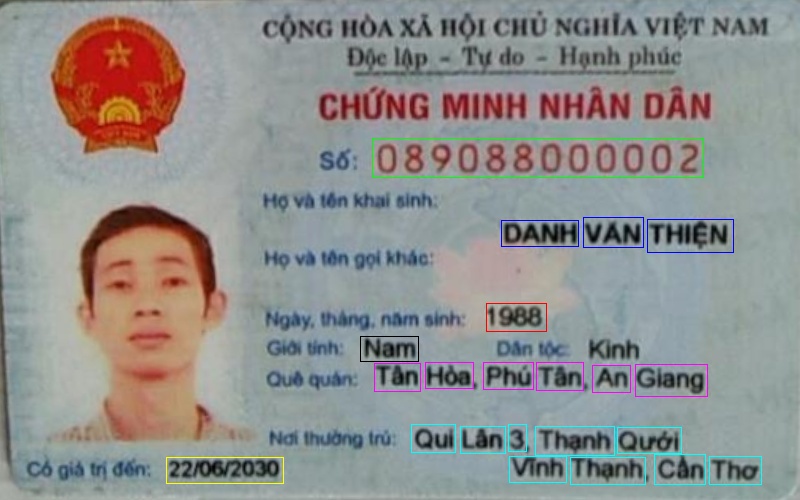 CỘNG HÒA XÃ HỘI CHỦ NGHĨA VIỆT NAM
Độc lập - Tự do - Hạnh phúc
CHỨNG MINH NHÂN DÂN
Số: 089088000002
Họ và tên khai sinh:
DANH VĂN THIỆN
Họ và tên gọi khác:
Ngày, tháng, năm sinh: 1988
Giới tính: Nam Dân tộc: Kinh
Quê quán: Tân Hòa, Phú Tân, An Giang
Nơi thường trú: Qui Lân 3, Thạnh Qưới
Vĩnh Thạnh, Cần Thơ
Có giá trị đến: 22/06/2030